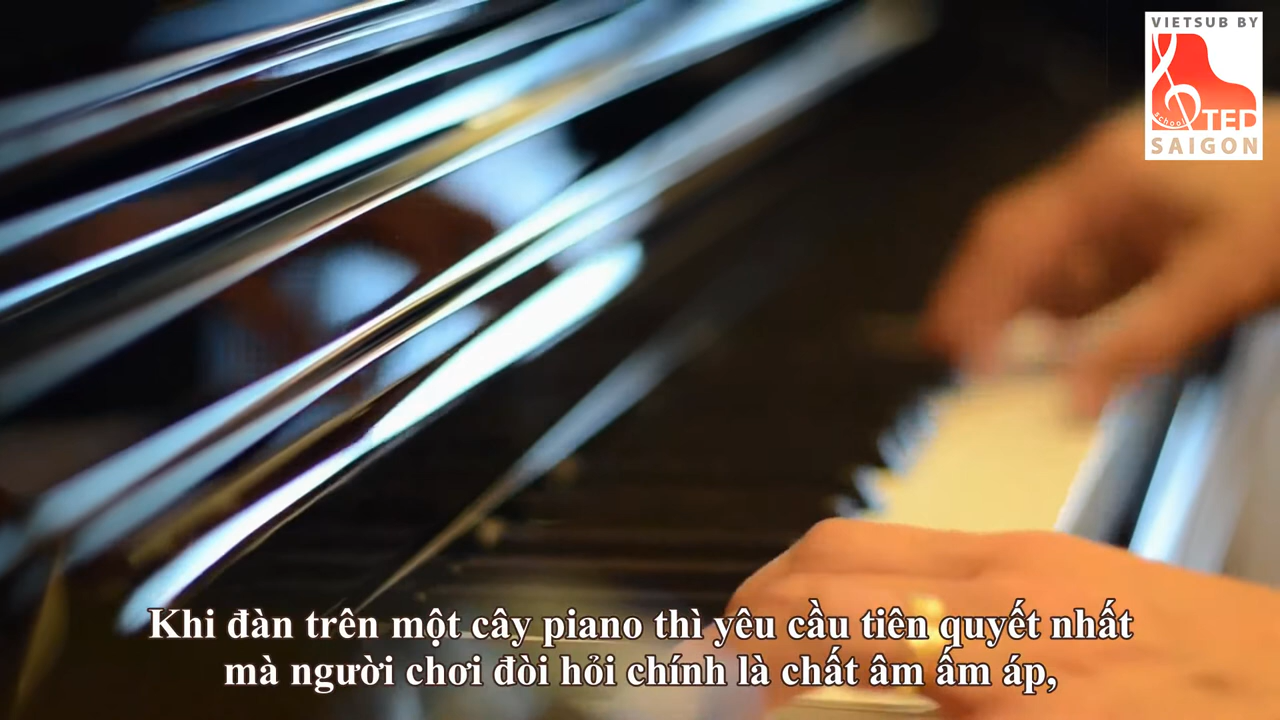 VIETSUB BY
school
TED
SAIGON
Khi đàn trên một cây piano thì yêu cầu tiên quyết nhất
mà người chơi đòi hỏi chính là chất âm ấm áp,